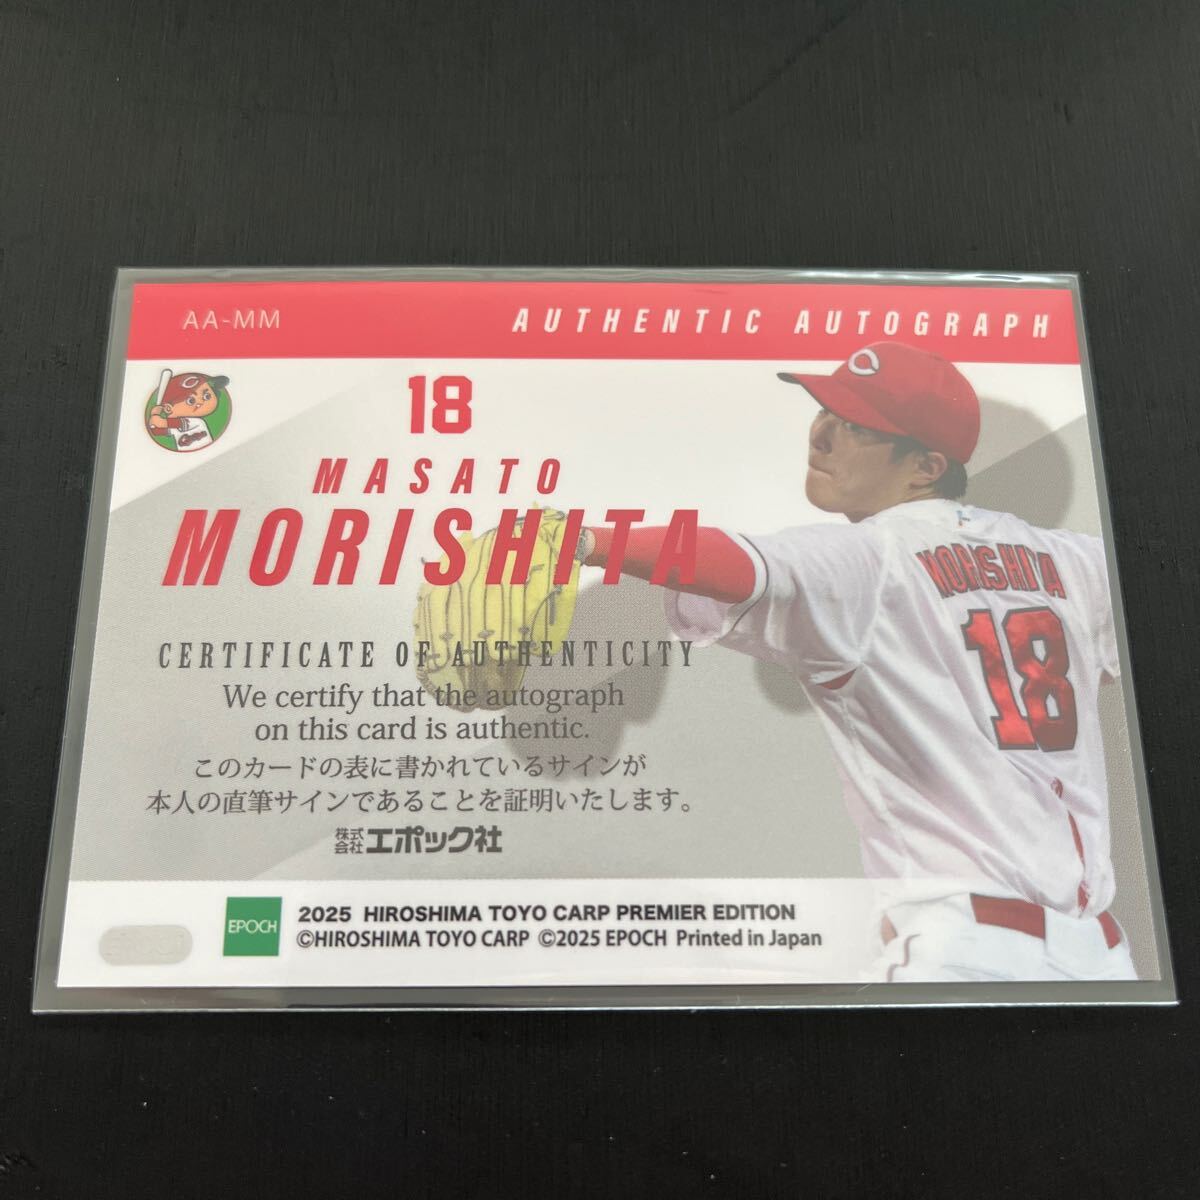 AA-MM
AUTHENTIC AUTOGRAPH
18
MASATO
MORISHITA
MORISHITA
18
CERTIFICATE OF AUTHENTICITY
We certify that the autograph
on this card is authentic.
このカードの表に書かれているサインが
本人の直筆サインであることを証明いたします。
株式会社エポック社
EPOCH
2025 HIROSHIMA TOYO CARP PREMIER EDITION
©HIROSHIMA TOYO CARP ©2025 EPOCH Printed in Japan